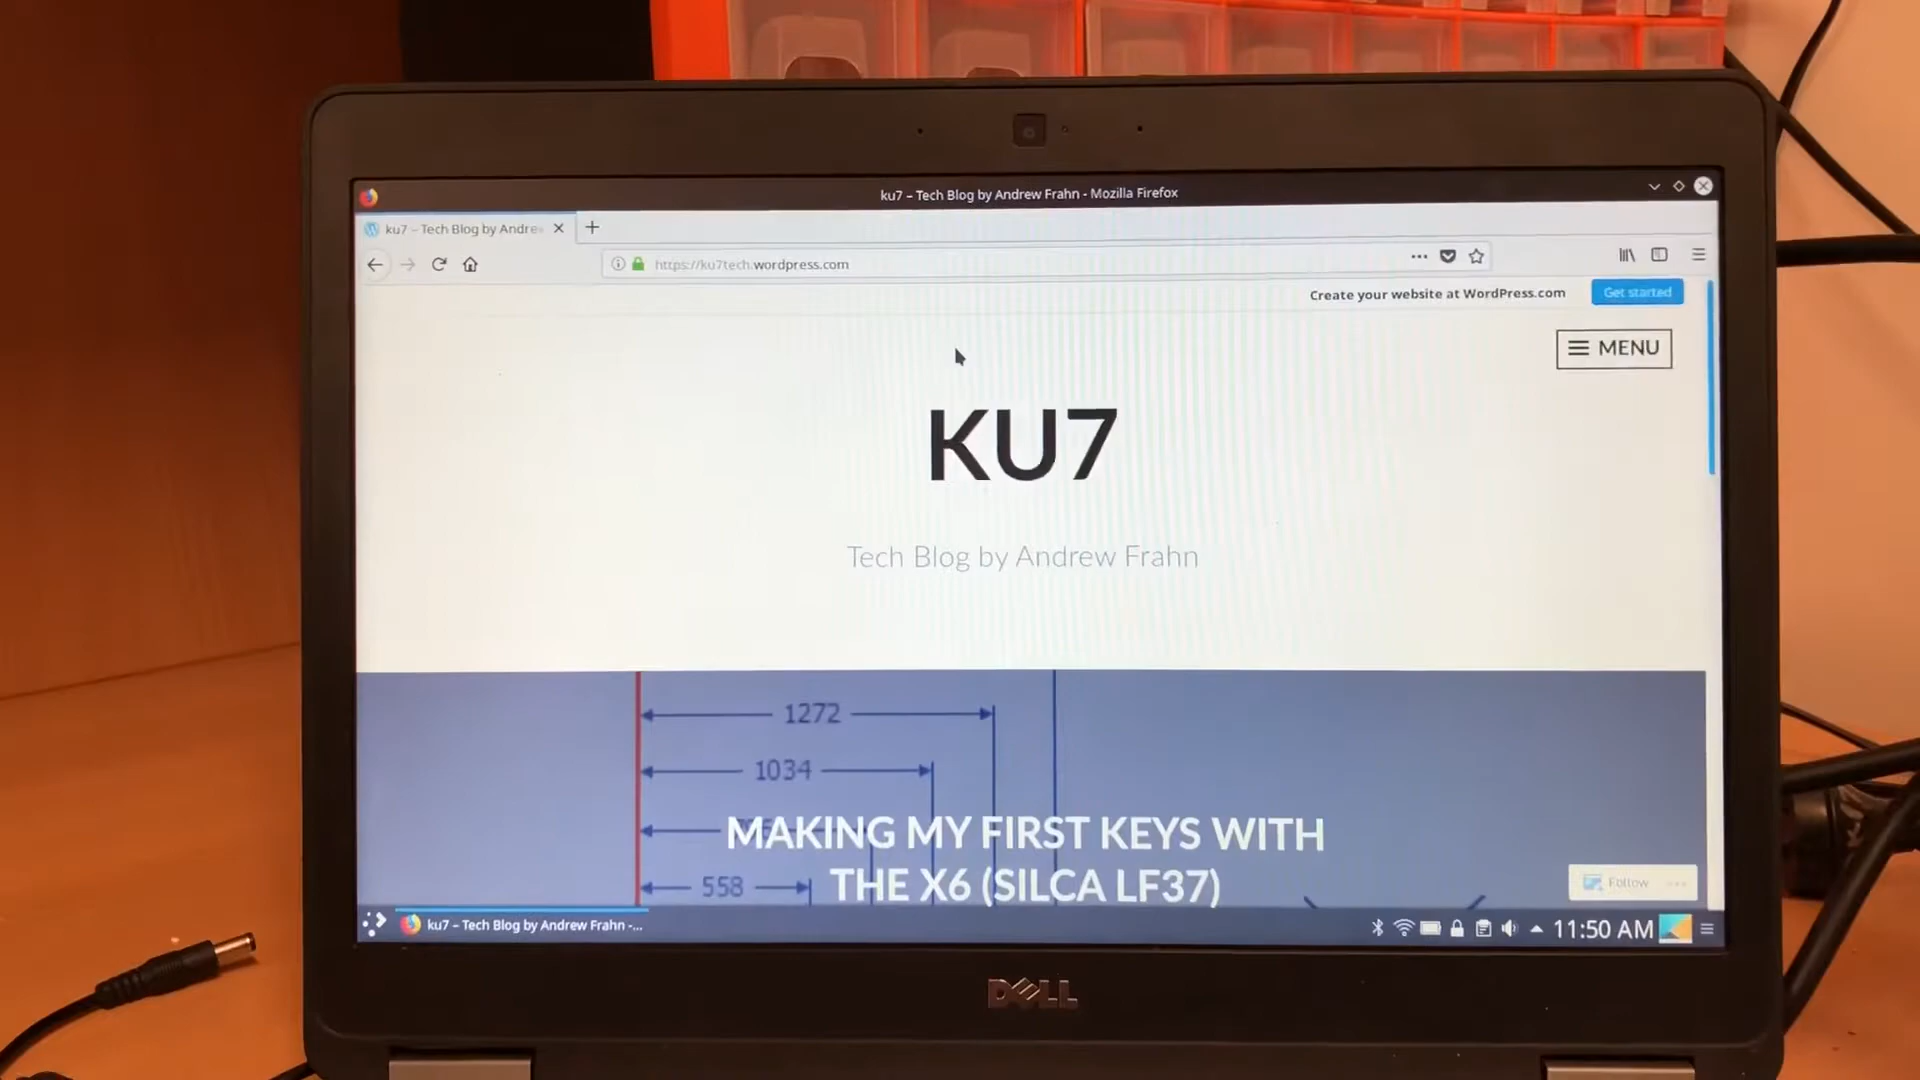 ku7 – Tech Blog by Andrew Frahn - Mozilla Firefox
ku7 – Tech Blog by Andre
https://ku7tech.wordpress.com
Create your website at WordPress.com
Get started
MENU
KU7
Tech Blog by Andrew Frahn
1272
1034
MAKING MY FIRST KEYS WITH
THE X6 (SILCA LF37)
558
Follow
ku7 – Tech Blog by Andrew Frahn -...
11:50 AM
DELL